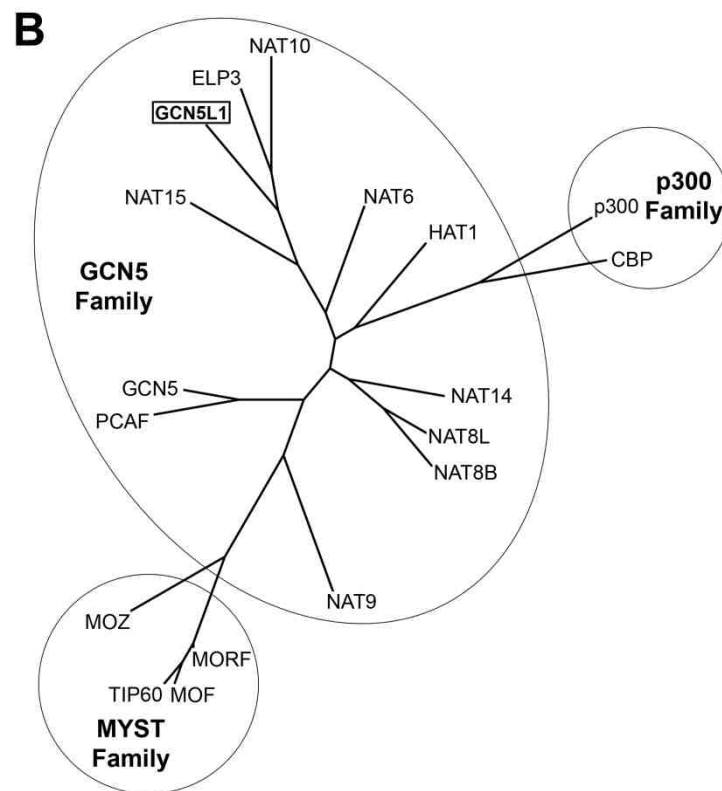 B
NAT10
ELP3
GCN5L1
NAT15
NAT6
HAT1
p300
Family
p300
CBP
GCN5
Family
GCN5
PCAF
NAT14
NAT8L
NAT8B
NAT9
MOZ
MORF
TIP60
MOF
MYST
Family